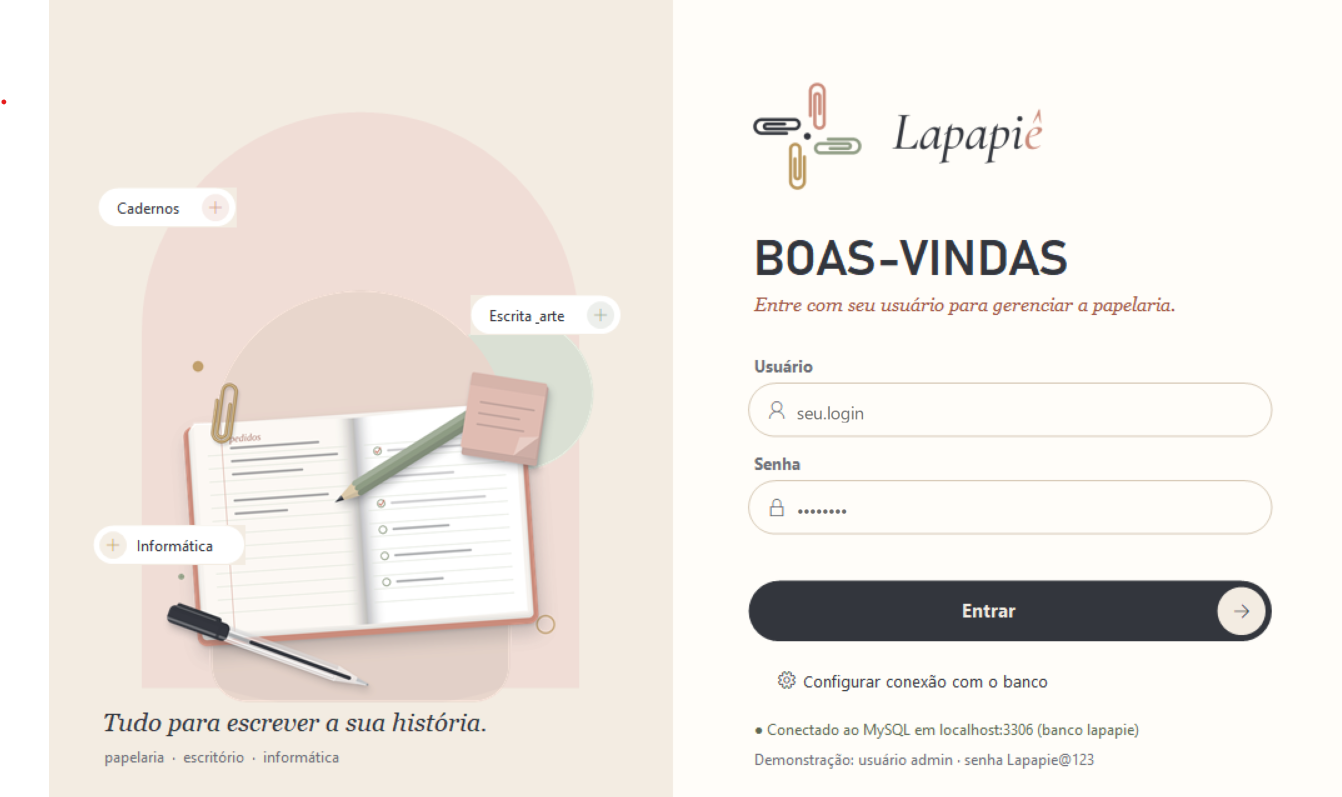 Cadernos
Escrita _arte
pedidos
Informática
Tudo para escrever a sua história.
papelaria · escritório · informática
Lapapiê
BOAS-VINDAS
Entre com seu usuário para gerenciar a papelaria.
Usuário
seu.login
Senha
••••••••
Entrar
Configurar conexão com o banco
● Conectado ao MySQL em localhost:3306 (banco lapapie)
Demonstração: usuário admin · senha Lapapie@123